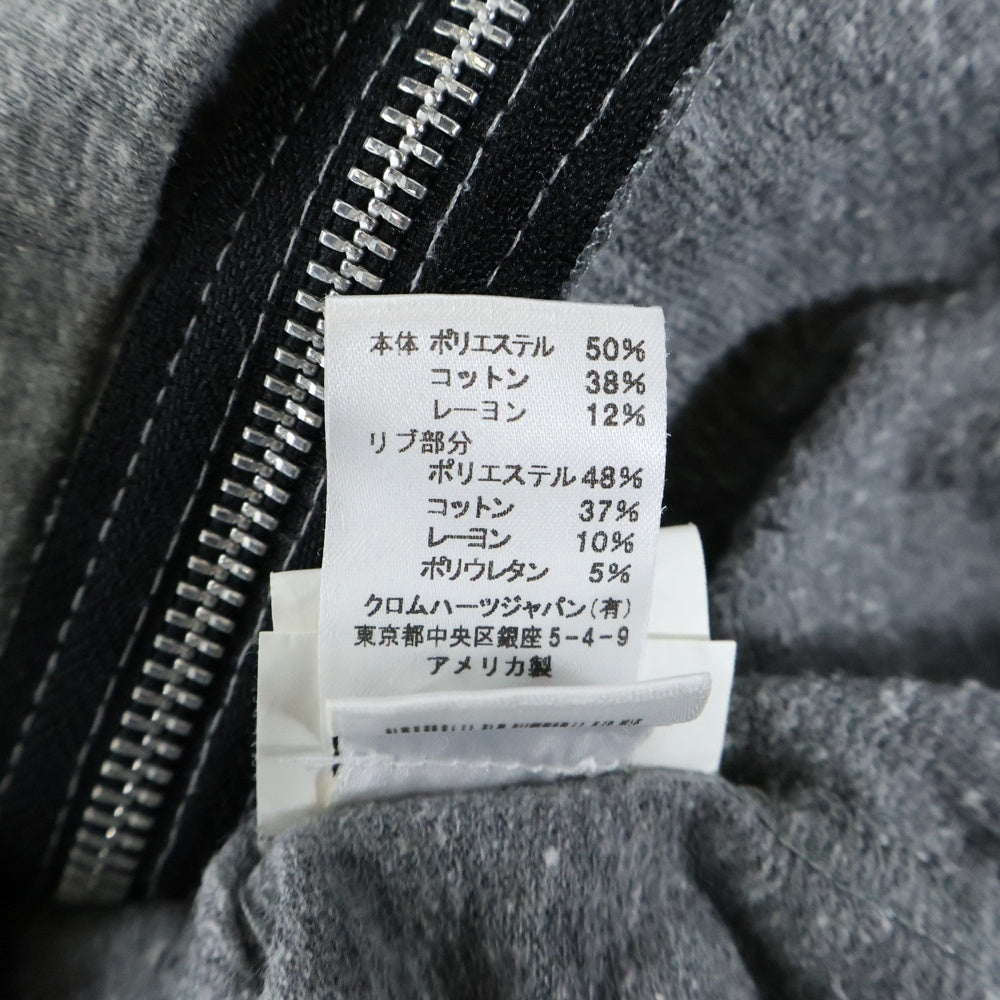 本体 ポリエステル 50%
コットン 38%
レーヨン 12%
リブ部分
ポリエステル 48%
コットン 37%
レーヨン 10%
ポリウレタン 5%
クロムハーツジャパン(有)
東京都中央区銀座5-4-9
アメリカ製